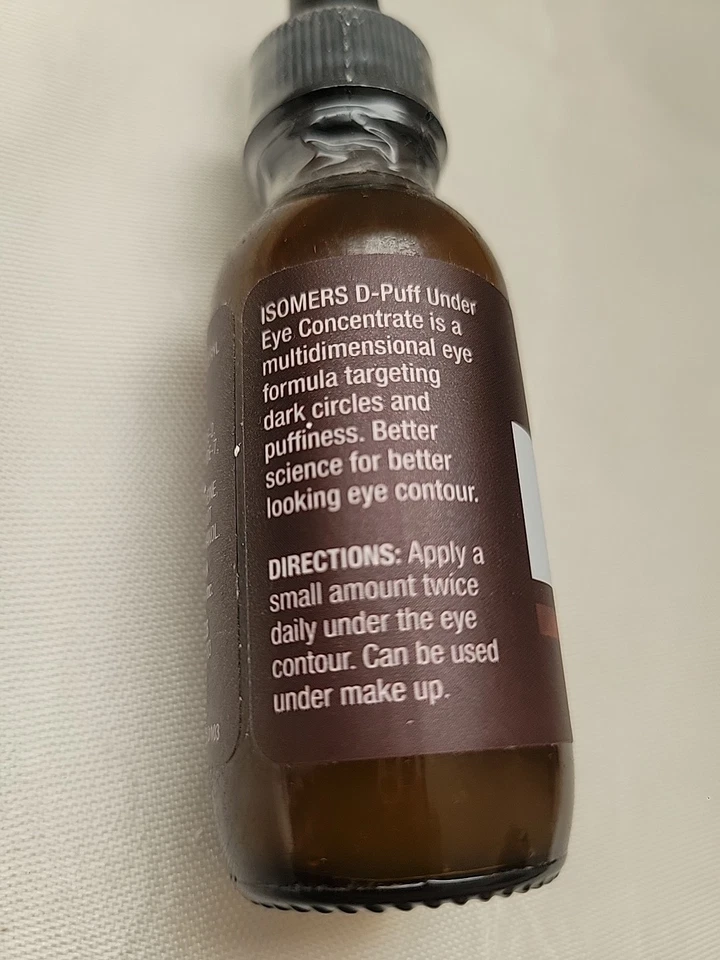 ISOMERS D-Puff Under
Eye Concentrate is a
multidimensional eye
formula targeting
dark circles and
puffiness. Better
science for better
looking eye contour.
DIRECTIONS: Apply a
small amount twice
daily under the eye
contour. Can be used
under make up.